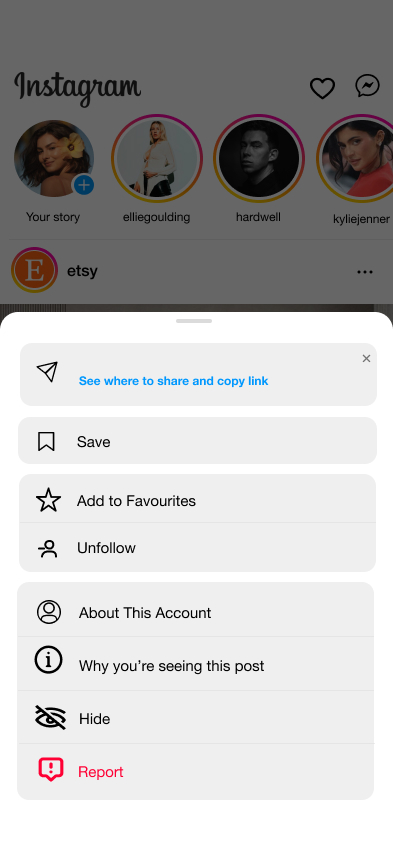 Instagram
Your story
elliegoulding
hardwell
kyliejenner
E
etsy
See where to share and copy link
Save
Add to Favourites
Unfollow
About This Account
Why you’re seeing this post
Hide
Report